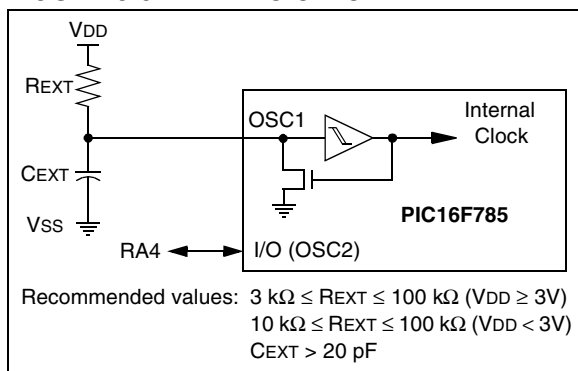 VDD
REXT
OSC1
Internal
Clock
CEXT
PIC16F785
VSS
RA4
I/O (OSC2)
Recommended values: 3 kΩ ≤ REXT ≤ 100 kΩ (VDD ≥ 3V)
10 kΩ ≤ REXT ≤ 100 kΩ (VDD < 3V)
CEXT > 20 pF